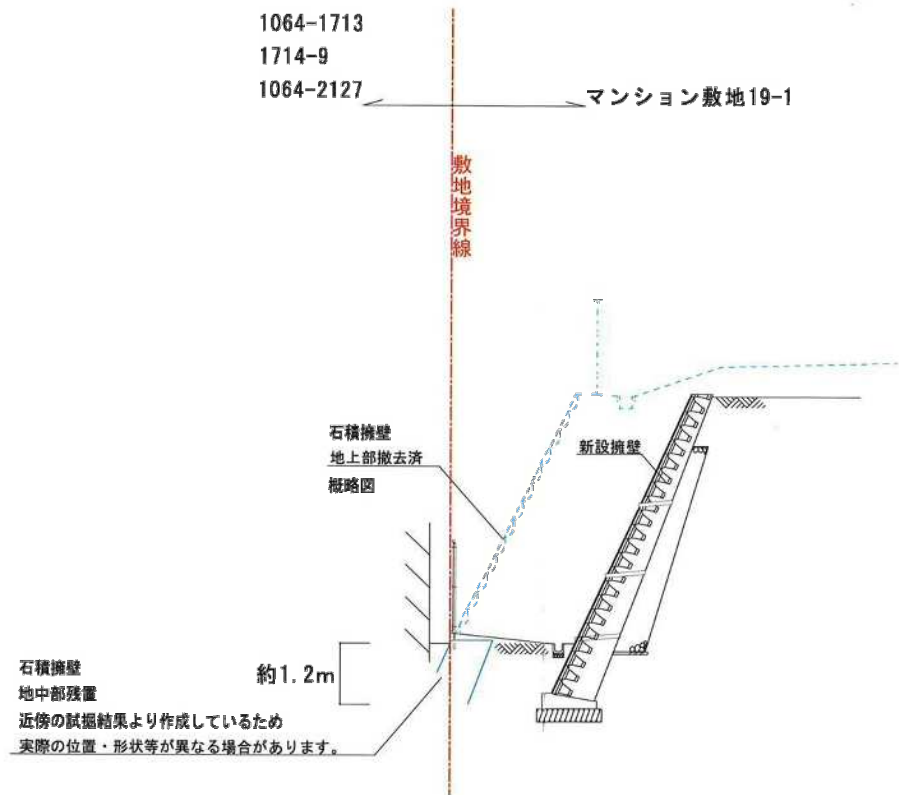 1064-1713
1714-9
1064-2127
マンション敷地19-1
敷地境界線
石積擁壁
地上部撤去済
概略図
新設擁壁
石積擁壁
地中部残置
近傍の試掘結果より作成しているため
実際の位置・形状等が異なる場合があります。
約1.2m